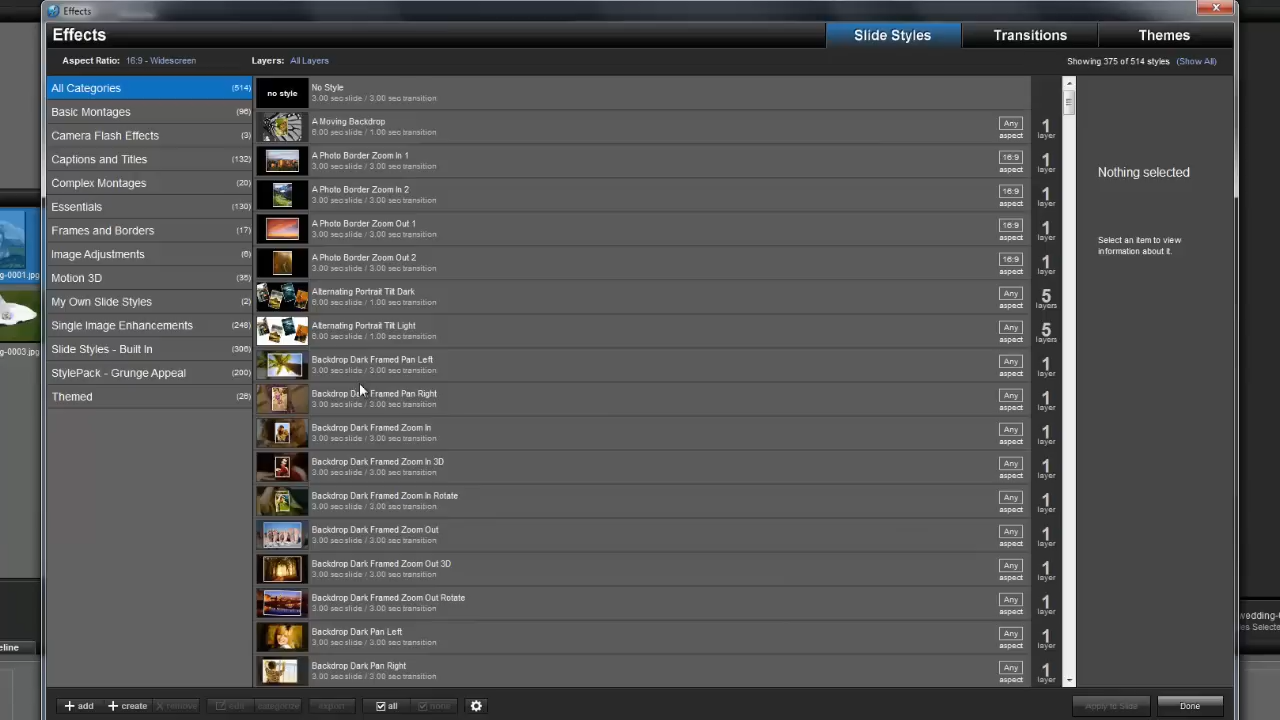 Effects
Effects
Slide Styles
Transitions
Themes
Aspect Ratio: 16:9 - Widescreen
Layers: All Layers
Showing 375 of 514 styles (Show All)
All Categories (514)
Basic Montages (96)
Camera Flash Effects (3)
Captions and Titles (132)
Complex Montages (20)
Essentials (130)
Frames and Borders (17)
Image Adjustments (6)
Motion 3D (35)
My Own Slide Styles (2)
Single Image Enhancements (248)
Slide Styles - Built In (306)
StylePack - Grunge Appeal (200)
Themed (28)
no style
No Style
3.00 sec slide / 3.00 sec transition
A Moving Backdrop
6.00 sec slide / 1.00 sec transition
Any aspect
1 layer
A Photo Border Zoom In 1
3.00 sec slide / 3.00 sec transition
16:9 aspect
1 layer
A Photo Border Zoom In 2
3.00 sec slide / 3.00 sec transition
16:9 aspect
1 layer
A Photo Border Zoom Out 1
3.00 sec slide / 3.00 sec transition
16:9 aspect
1 layer
A Photo Border Zoom Out 2
3.00 sec slide / 3.00 sec transition
16:9 aspect
1 layer
Alternating Portrait Tilt Dark
6.00 sec slide / 1.00 sec transition
Any aspect
5 layers
Alternating Portrait Tilt Light
6.00 sec slide / 1.00 sec transition
Any aspect
5 layers
Backdrop Dark Framed Pan Left
3.00 sec slide / 3.00 sec transition
Any aspect
1 layer
Backdrop Dark Framed Pan Right
3.00 sec slide / 3.00 sec transition
Any aspect
1 layer
Backdrop Dark Framed Zoom In
3.00 sec slide / 3.00 sec transition
Any aspect
1 layer
Backdrop Dark Framed Zoom In 3D
3.00 sec slide / 3.00 sec transition
Any aspect
1 layer
Backdrop Dark Framed Zoom In Rotate
3.00 sec slide / 3.00 sec transition
Any aspect
1 layer
Backdrop Dark Framed Zoom Out
3.00 sec slide / 3.00 sec transition
Any aspect
1 layer
Backdrop Dark Framed Zoom Out 3D
3.00 sec slide / 3.00 sec transition
Any aspect
1 layer
Backdrop Dark Framed Zoom Out Rotate
3.00 sec slide / 3.00 sec transition
Any aspect
1 layer
Backdrop Dark Pan Left
3.00 sec slide / 3.00 sec transition
Any aspect
1 layer
Backdrop Dark Pan Right
3.00 sec slide / 3.00 sec transition
Any aspect
1 layer
Nothing selected
Select an item to view
information about it.
g-0001.jpg
g-0003.jpg
eline
wedding-
es Selecte
add
create
remove
edit
categorize
export
all
none
Apply to Slide
Done